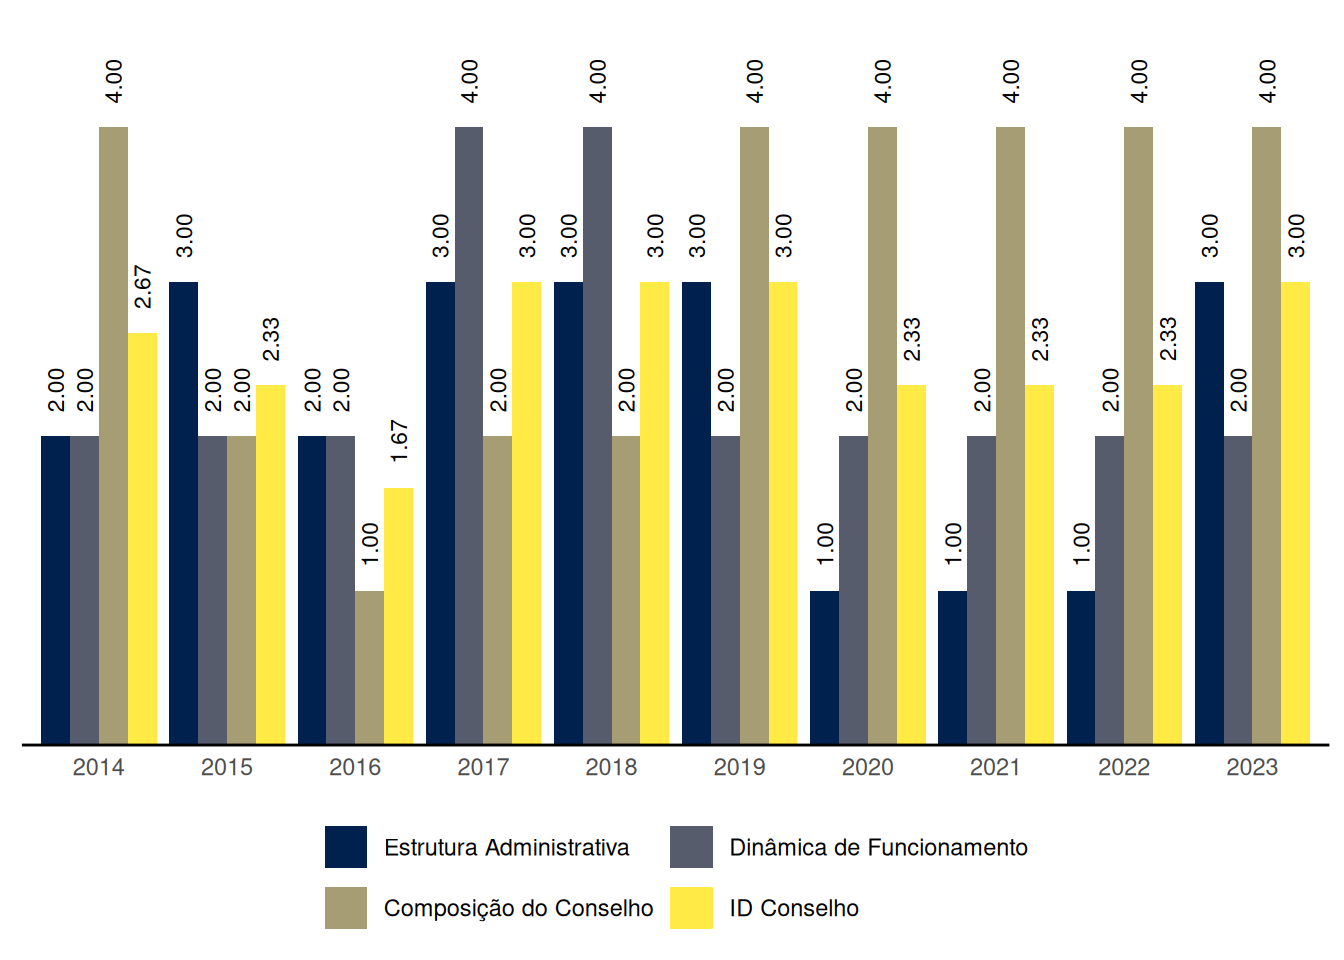 2.00 2.00 4.00 2.67 3.00 2.00 2.00 2.33 2.00 2.00 1.00 1.67 3.00 4.00 2.00 3.00 3.00 4.00 2.00 3.00 3.00 2.00 4.00 3.00 1.00 2.00 4.00 2.33 1.00 2.00 4.00 2.33 1.00 2.00 4.00 2.33 3.00 2.00 4.00 3.00
2014 2015 2016 2017 2018 2019 2020 2021 2022 2023
Estrutura Administrativa Dinâmica de Funcionamento
Composição do Conselho ID Conselho